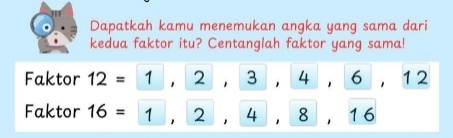 Dapatkah kamu menemukan angka yang sama dari
kedua faktor itu? Centanglah faktor yang sama!
Faktor 12 = 1 , 2 , 3 , 4 , 6 , 12
Faktor 16 = 1 , 2 , 4 , 8 , 16